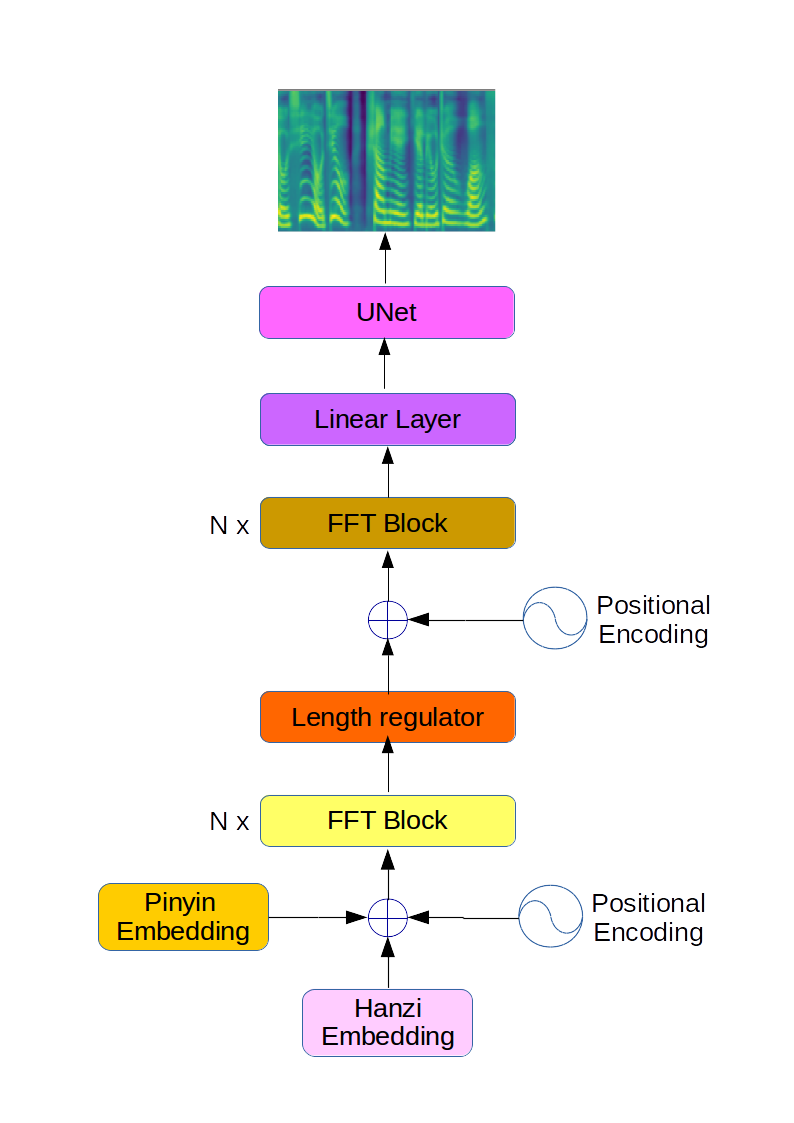 UNet
Linear Layer
N x
FFT Block
Positional
Encoding
Length regulator
N x
FFT Block
Pinyin
Embedding
Positional
Encoding
Hanzi
Embedding